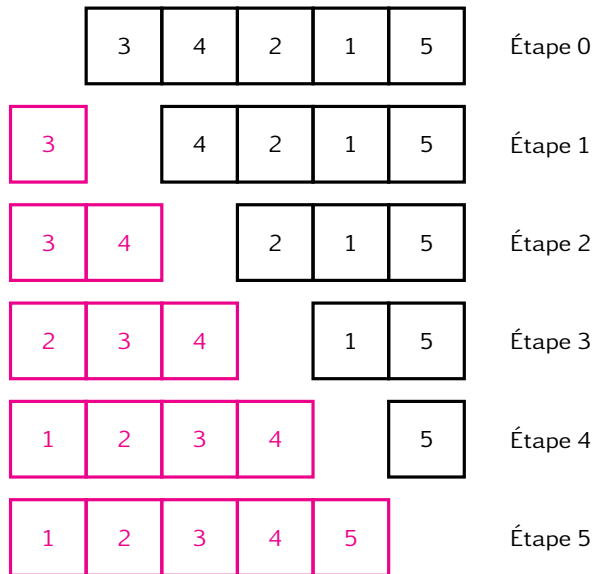 3 4 2 1 5 Étape 0
3 4 2 1 5 Étape 1
3 4 2 1 5 Étape 2
2 3 4 1 5 Étape 3
1 2 3 4 5 Étape 4
1 2 3 4 5 Étape 5